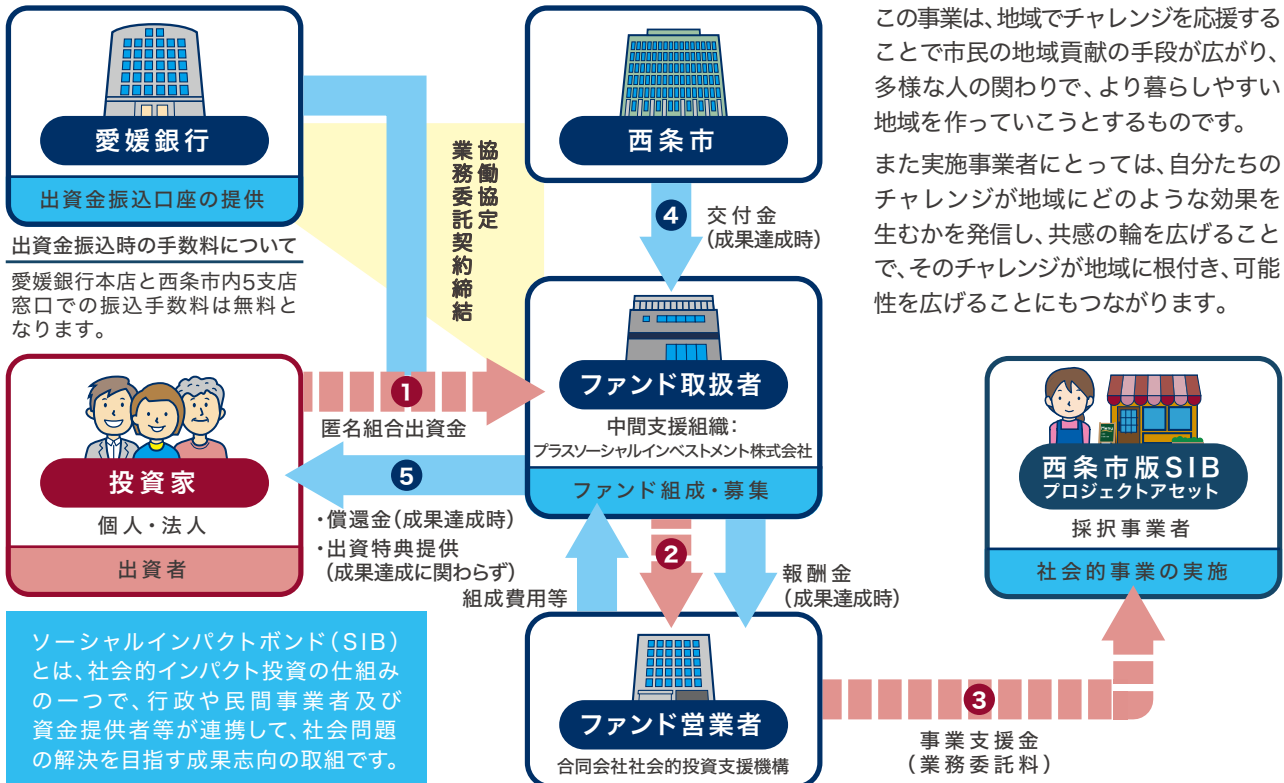 愛媛銀行
出資金振込口座の提供
出資金振込時の手数料について
愛媛銀行本店と西条市内5支店
窓口での振込手数料は無料と
なります。
協働協定
業務委託契約締結
西条市
4
交付金
(成果達成時)
この事業は、地域でチャレンジを応援する
ことで市民の地域貢献の手段が広がり、
多様な人の関わりで、より暮らしやすい
地域を作っていこうとするものです。
また実施事業者にとっては、自分たちの
チャレンジが地域にどのような効果を
生むかを発信し、共感の輪を広げること
で、そのチャレンジが地域に根付き、可能
性を広げることにもつながります。
投資家
個人・法人
出資者
1
匿名組合出資金
5
・償還金(成果達成時)
・出資特典提供
(成果達成に関わらず)
ファンド取扱者
中間支援組織:
プラスソーシャルインベストメント株式会社
ファンド組成・募集
組成費用等
2
報酬金
(成果達成時)
西条市版SIB
プロジェクトアセット
採択事業者
社会的事業の実施
ソーシャルインパクトボンド(SIB)
とは、社会的インパクト投資の仕組み
の一つで、行政や民間事業者及び
資金提供者等が連携して、社会問題
の解決を目指す成果志向の取組です。
ファンド営業者
合同会社社会的投資支援機構
3
事業支援金
(業務委託料)